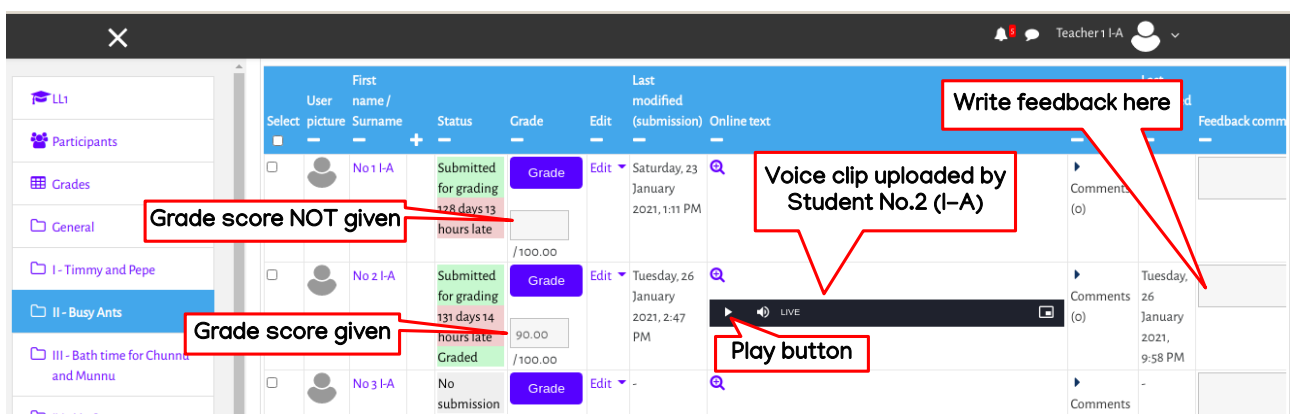 5
Teacher 1 I-A
LL1
Participants
Grades
General
I - Timmy and Pepe
II - Busy Ants
III - Bath time for Chunnu
and Munnu
Select
User
picture
First
name /
Surname
Status
Grade
Edit
Last
modified
(submission)
Online text
Last
Feedback comm
Write feedback here
No 1 I-A
Submitted
for grading
128 days 13
hours late
Grade
/100.00
Edit
Saturday, 23
January
2021, 1:11 PM
Comments
(0)
Grade score NOT given
Voice clip uploaded by
Student No.2 (I-A)
No 2 I-A
Submitted
for grading
131 days 14
hours late
Graded
Grade
90.00
/100.00
Edit
Tuesday, 26
January
2021, 2:47
PM
LIVE
Comments
(0)
Tuesday,
26
January
2021,
9:58 PM
Grade score given
Play button
No 3 I-A
No
submission
Grade
Edit
-
Comments
-